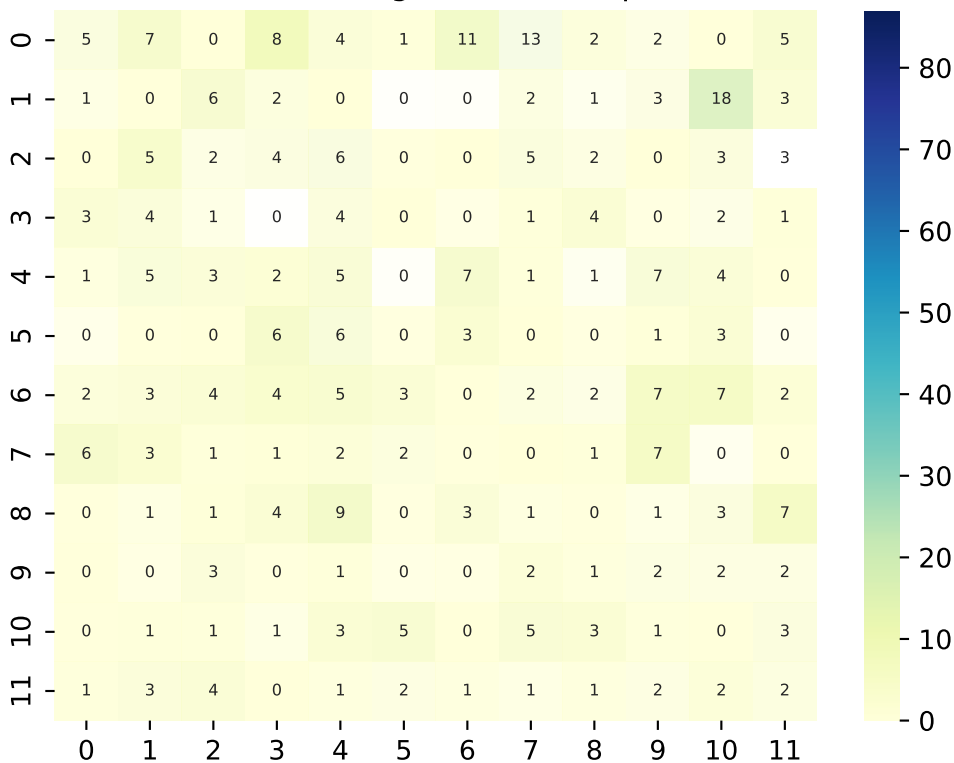 0 5 7 0 8 4 1 11 13 2 2 0 5
1 1 0 6 2 0 0 0 2 1 3 18 3
2 0 5 2 4 6 0 0 5 2 0 3 3
3 3 4 1 0 4 0 0 1 4 0 2 1
4 1 5 3 2 5 0 7 1 1 7 4 0
5 0 0 0 6 6 0 3 0 0 1 3 0
6 2 3 4 4 5 3 0 2 2 7 7 2
7 6 3 1 1 2 2 0 0 1 7 0 0
8 0 1 1 4 9 0 3 1 0 1 3 7
9 0 0 3 0 1 0 0 2 1 2 2 2
10 0 1 1 1 3 5 0 5 3 1 0 3
11 1 3 4 0 1 2 1 1 1 2 2 2
0 1 2 3 4 5 6 7 8 9 10 11
80
70
60
50
40
30
20
10
0